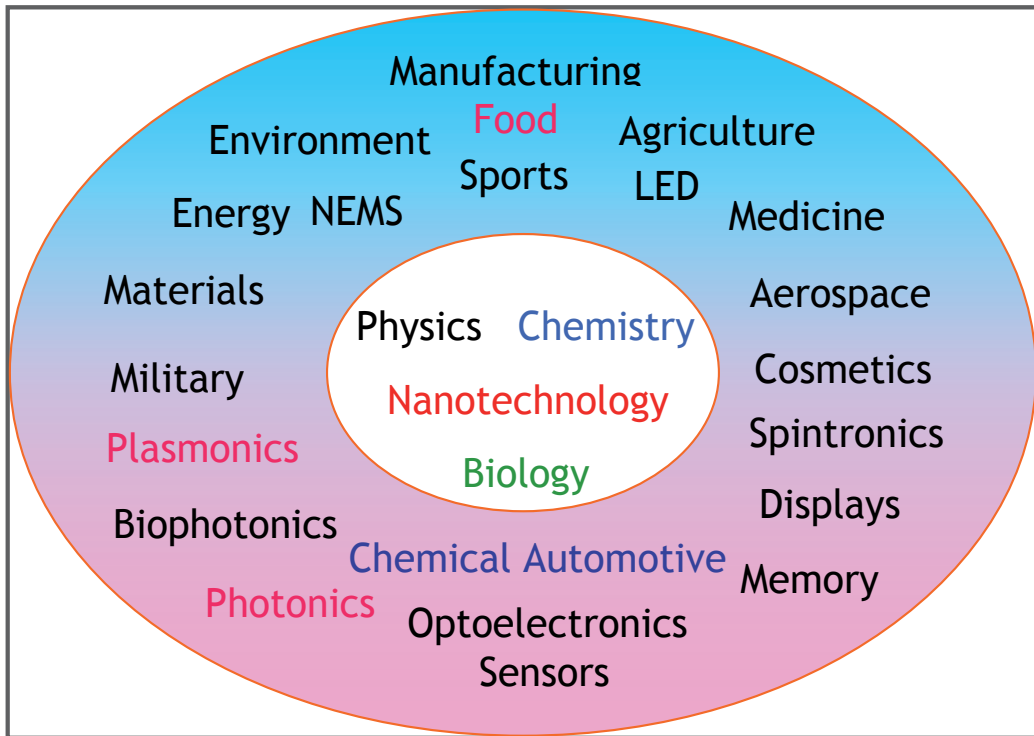 Manufacturing
Food
Environment
Agriculture
Sports
LED
Energy
NEMS
Medicine
Materials
Aerospace
Physics
Chemistry
Military
Cosmetics
Nanotechnology
Plasmonics
Spintronics
Biology
Biophotonics
Displays
Chemical Automotive
Photonics
Memory
Optoelectronics
Sensors